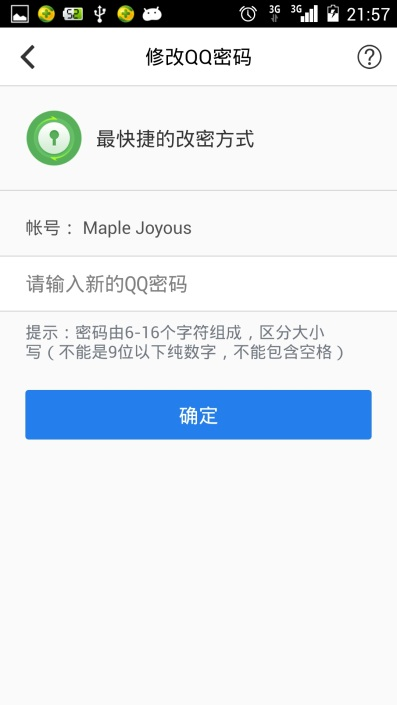 52 3G 3G 21:57
修改QQ密码
最快捷的改密方式
帐号： Maple Joyous
请输入新的QQ密码
提示：密码由6-16个字符组成，区分大小
写（不能是9位以下纯数字，不能包含空格）
确定